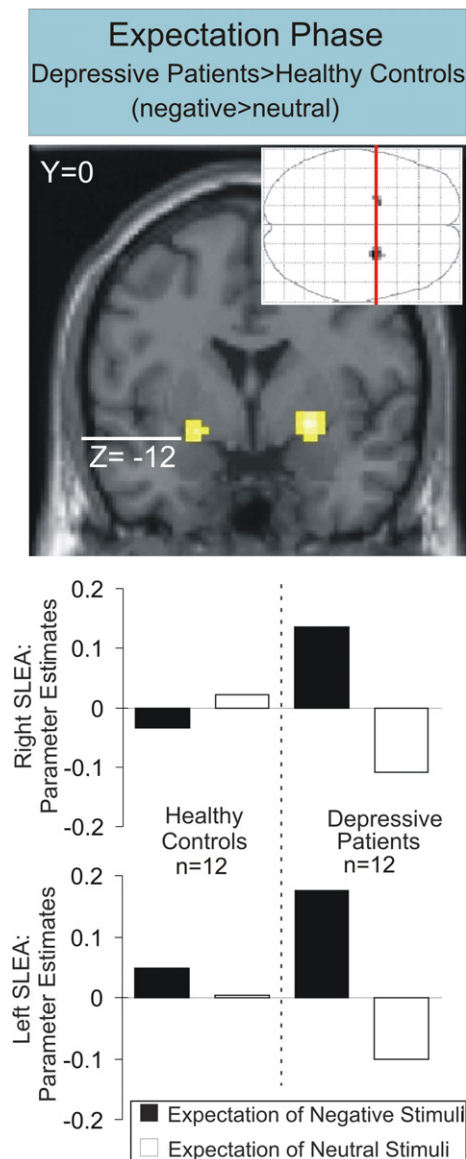 Expectation Phase
Depressive Patients>Healthy Controls
(negative>neutral)
Y=0
Z= -12
Right SLEA:
Parameter Estimates
0.2
0.1
0
-0.1
-0.2
Healthy
Controls
n=12
Depressive
Patients
n=12
Left SLEA:
Parameter Estimates
0.2
0.1
0
-0.1
-0.2
Expectation of Negative Stimuli
Expectation of Neutral Stimuli